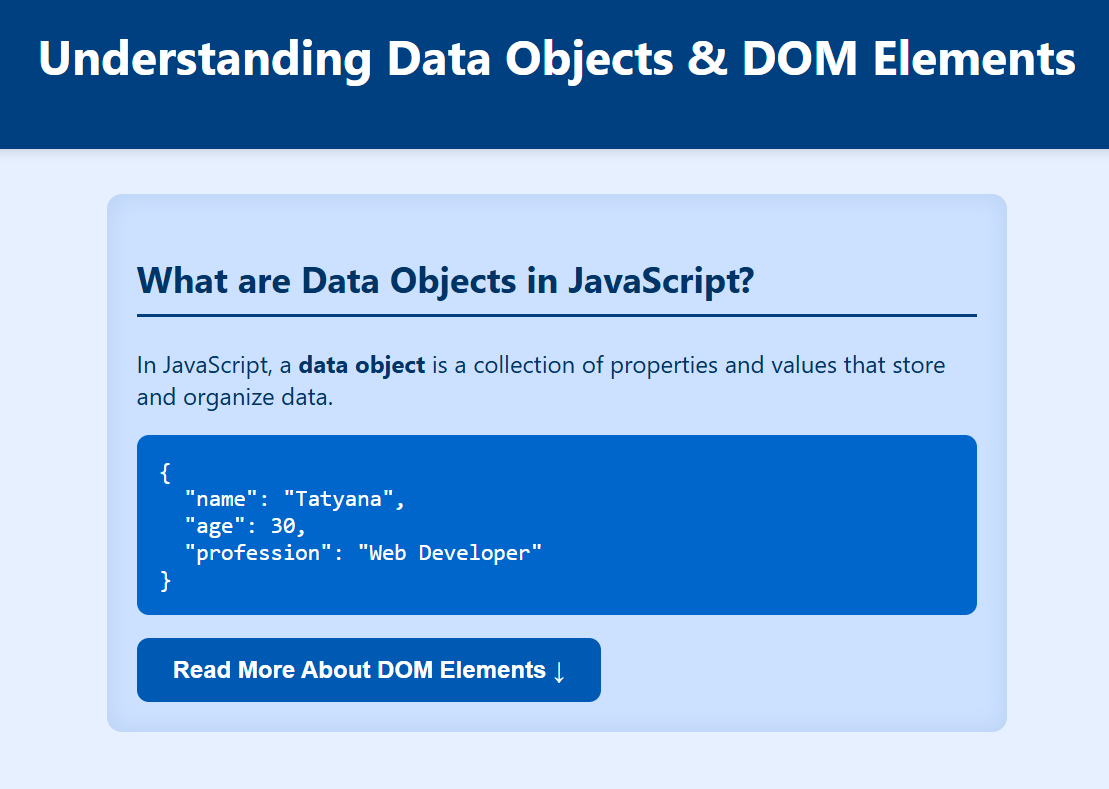 Understanding Data Objects & DOM Elements
What are Data Objects in JavaScript?
In JavaScript, a data object is a collection of properties and values that store
and organize data.
{
  "name": "Tatyana",
  "age": 30,
  "profession": "Web Developer"
}
Read More About DOM Elements ↓